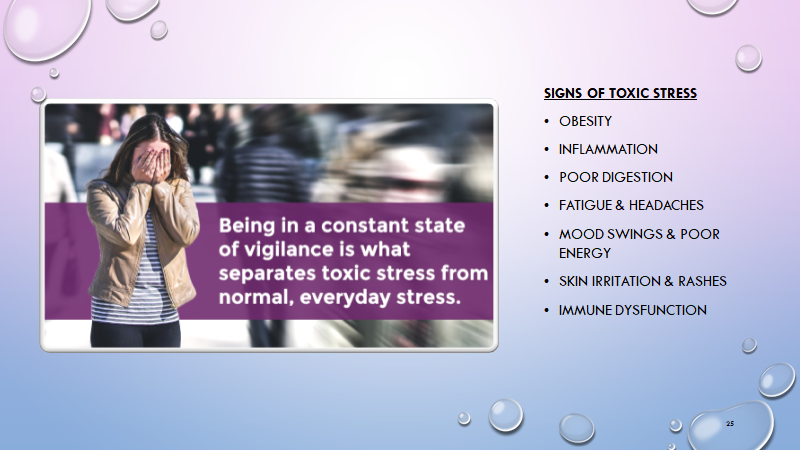 Being in a constant state
of vigilance is what
separates toxic stress from
normal, everyday stress.
SIGNS OF TOXIC STRESS
• OBESITY
• INFLAMMATION
• POOR DIGESTION
• FATIGUE & HEADACHES
• MOOD SWINGS & POOR
ENERGY
• SKIN IRRITATION & RASHES
• IMMUNE DYSFUNCTION
25